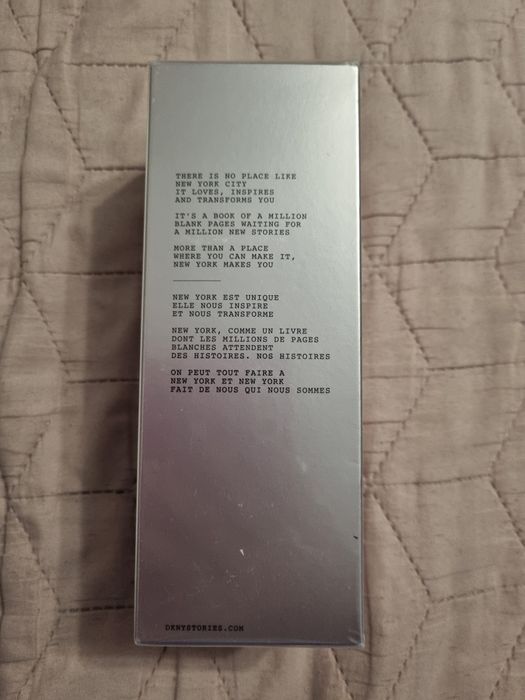 THERE IS NO PLACE LIKE
NEW YORK CITY
IT LOVES, INSPIRES
AND TRANSFORMS YOU
IT'S A BOOK OF A MILLION
BLANK PAGES WAITING FOR
A MILLION NEW STORIES
MORE THAN A PLACE
WHERE YOU CAN MAKE IT,
NEW YORK MAKES YOU
NEW YORK EST UNIQUE
ELLE NOUS INSPIRE
ET NOUS TRANSFORME
NEW YORK, COMME UN LIVRE
DONT LES MILLIONS DE PAGES
BLANCHES ATTENDENT
DES HISTOIRES. NOS HISTOIRES
ON PEUT TOUT FAIRE A
NEW YORK ET NEW YORK
FAIT DE NOUS QUI NOUS SOMMES
DKNYSTORIES.COM